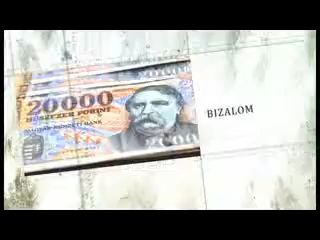 20000
20000
HÚSZEZER FORINT
MAGYAR NEMZETI BANK
BIZALOM